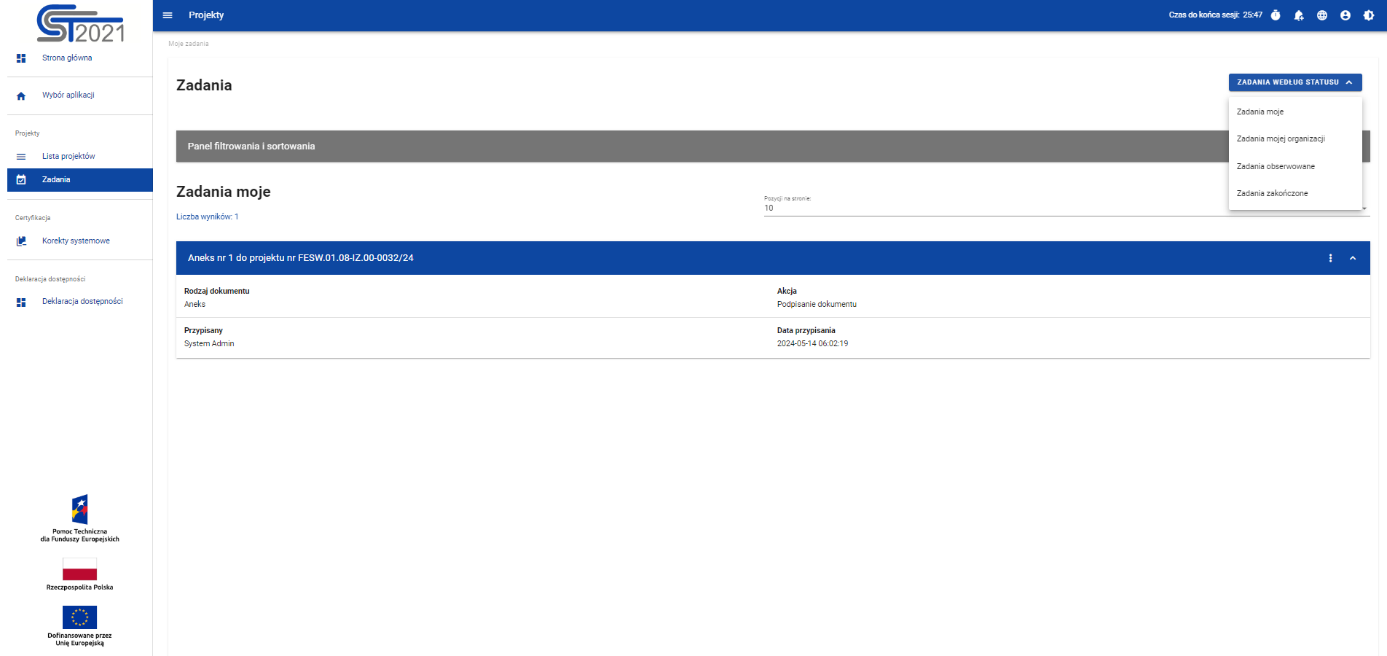 ST2021
Projekty
Czas do końca sesji: 25:47
Strona główna
Wybór aplikacji
Projekty
Lista projektów
Zadania
Certyfikacja
Korekty systemowe
Deklaracja dostępności
Deklaracja dostępności
Pomoc Techniczna
dla Funduszy Europejskich
Rzeczpospolita Polska
Dofinansowane przez
Unię Europejską
Moje zadania
Zadania
ZADANIA WEDŁUG STATUSU
Zadania moje
Zadania mojej organizacji
Zadania obserwowane
Zadania zakończone
Panel filtrowania i sortowania
Zadania moje
Liczba wyników: 1
Pozycji na stronie:
10
Aneks nr 1 do projektu nr FESW.01.08-IZ.00-0032/24
Rodzaj dokumentu
Aneks
Akcja
Podpisanie dokumentu
Przypisany
System Admin
Data przypisania
2024-05-14 06:02:19